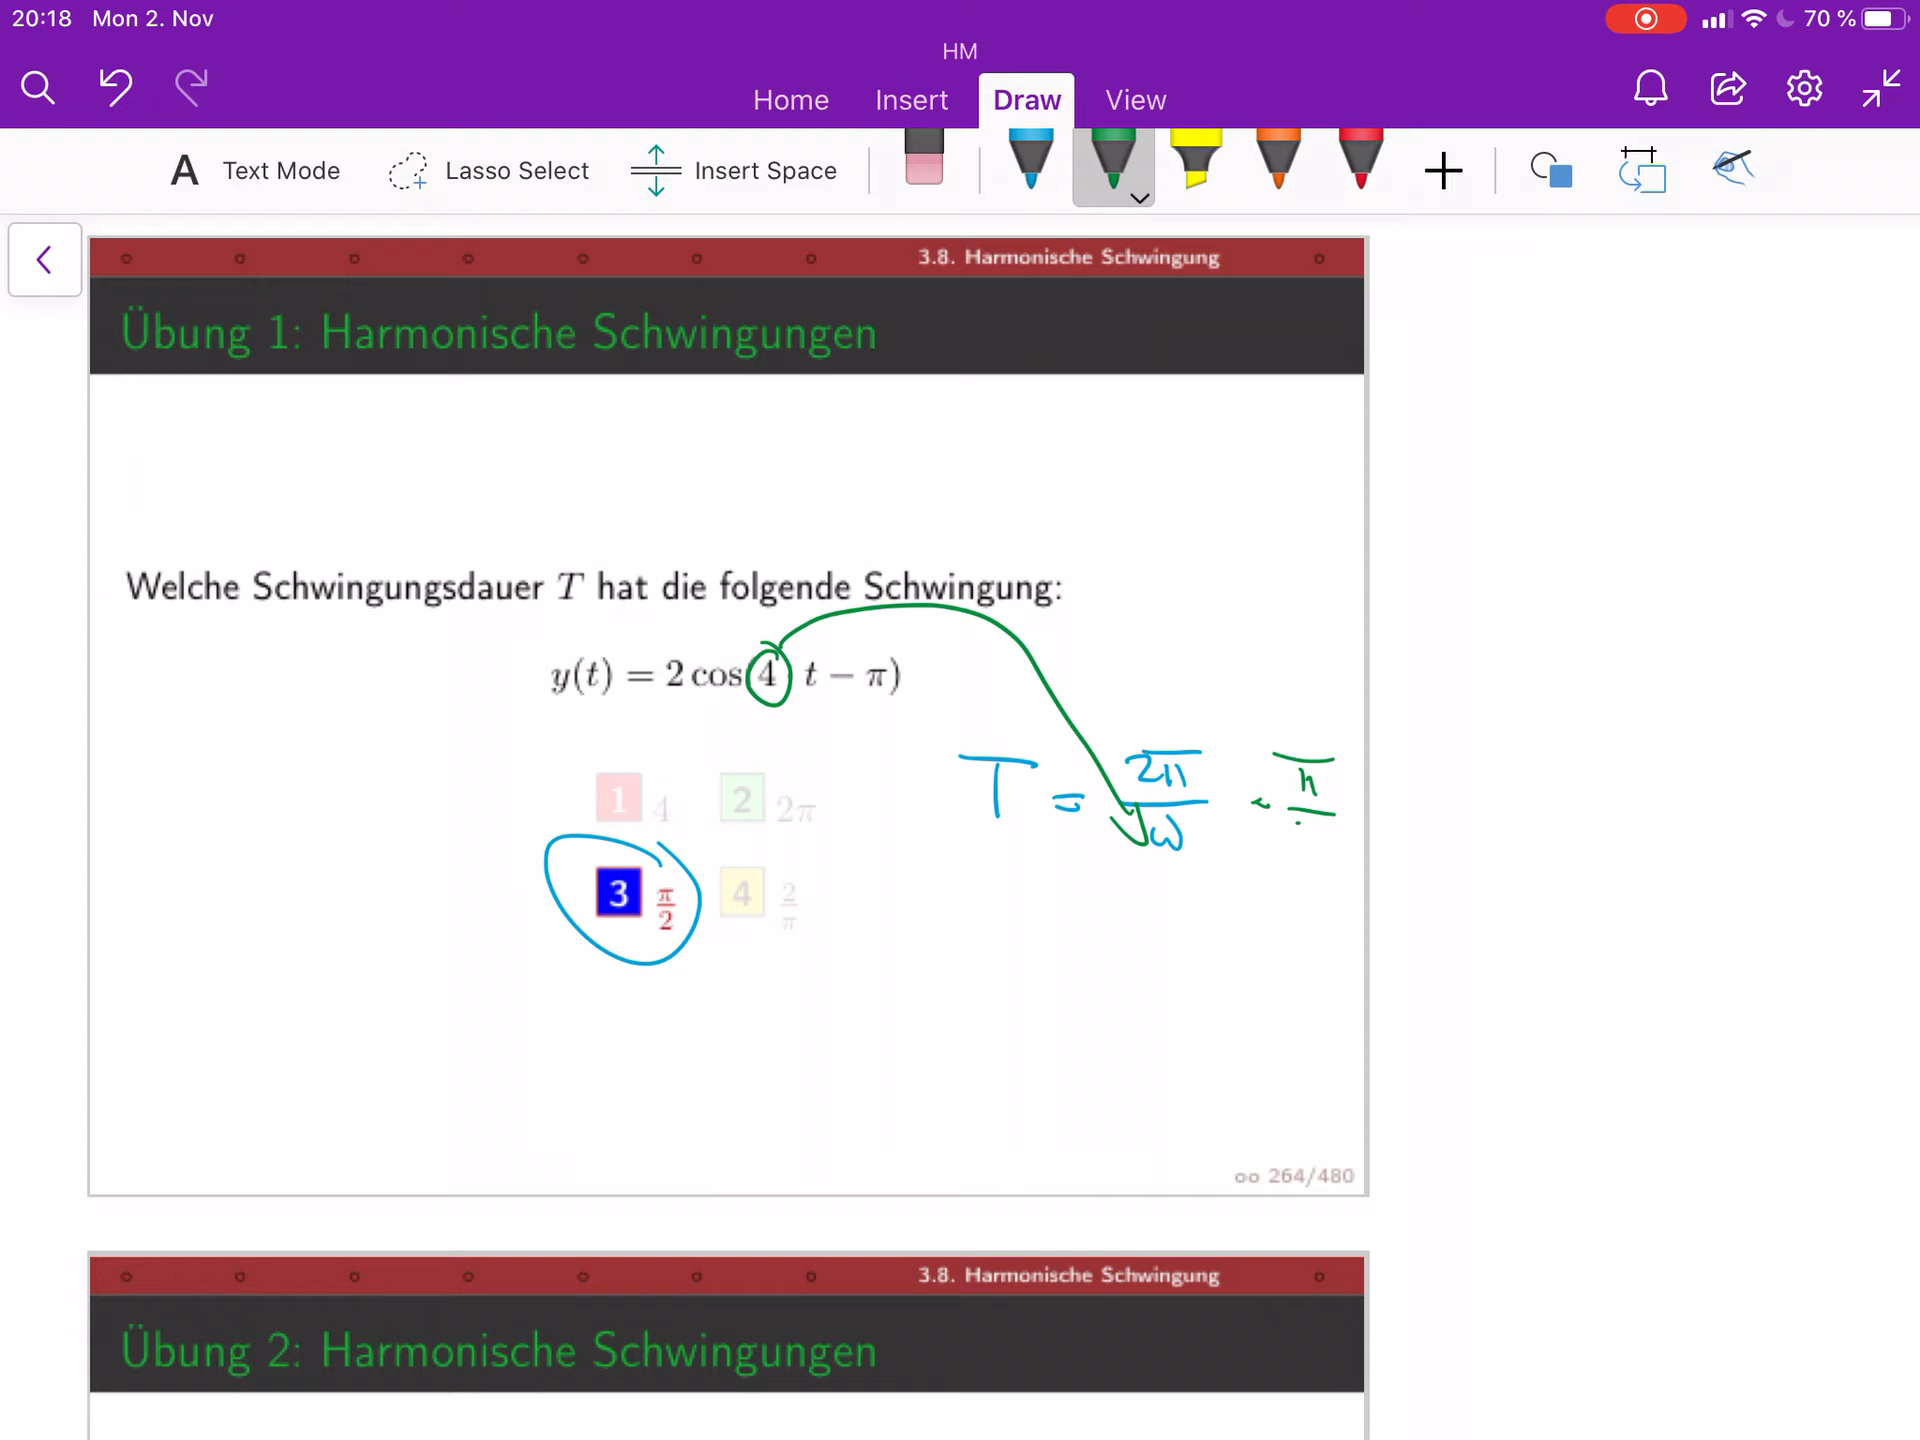 20:18 Mon 2. Nov
70 %
HM
Home Insert Draw View
A Text Mode Lasso Select Insert Space
3.8. Harmonische Schwingung
Übung 1: Harmonische Schwingungen
Welche Schwingungsdauer T hat die folgende Schwingung:
y(t) = 2 cos(4 t − π)
T = 2π/ω = π/
1 4 2 2π
3 π/2 4 2/π
264/480
3.8. Harmonische Schwingung
Übung 2: Harmonische Schwingungen